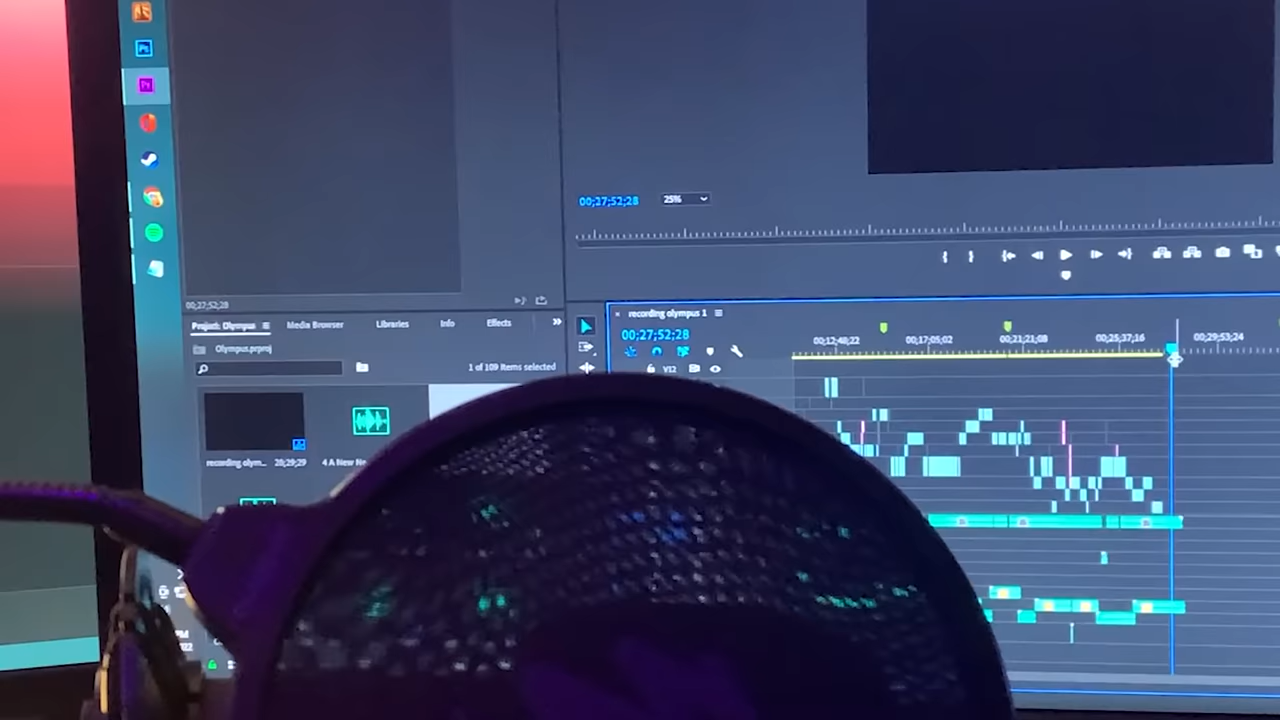 Ps
Pr
00;27;52;28
25%
00;27;52;28
Project: Olympus
Media Browser
Libraries
Info
Effects
Olympus.prproj
1 of 109 Items selected
recording olym...
20;29;29
4 A New
recording olympus 1
00;27;52;28
00;12;48;22
00;17;05;02
00;21;21;08
00;25;37;16
00;29;53;24
V12